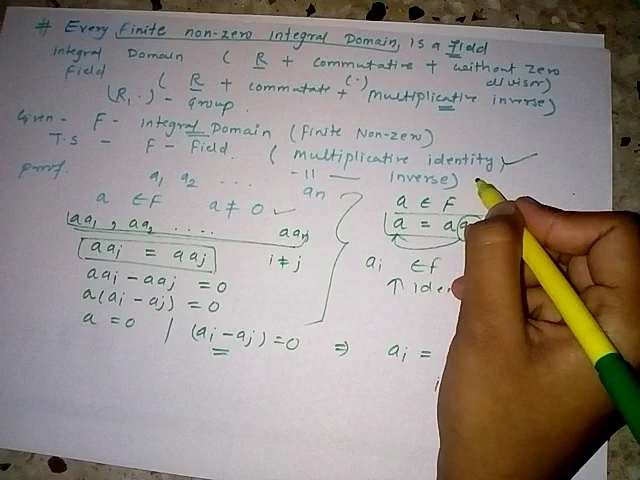 # Every finite non-zero integral Domain, is a field
Integral Domain ( R + commutative + without zero divisor)
field ( R + commutate + multiplicative inverse)
(R, ·) - Group (·)
Given - F - Integral Domain (finite Non-zero)
T.S - F - field. ( multiplicative identity,
proof. - 11 - inverse)
a1 a2 ... an
a ∈ F a ≠ 0 ✓
aa1, aa2 .... aan
aai = aaj i ≠ j
aai - aaj = 0
a(ai - aj) = 0
a = 0 / (ai - aj) = 0 ⇒ ai =
a ∈ F
a = a
ai ∈ F
↑